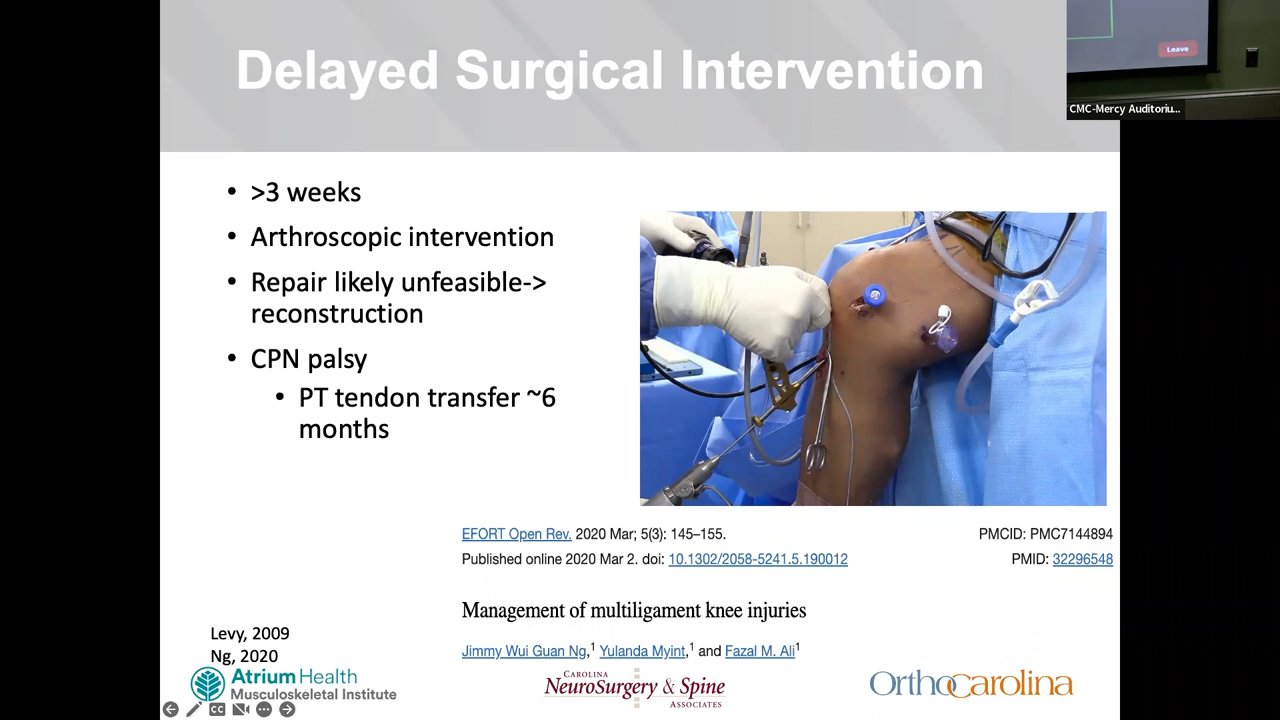 Delayed Surgical Intervention
Leave
CMC-Mercy Auditoriu...
• >3 weeks
• Arthroscopic intervention
• Repair likely unfeasible->
reconstruction
• CPN palsy
• PT tendon transfer ~6
months
EFORT Open Rev. 2020 Mar; 5(3): 145–155.
PMCID: PMC7144894
Published online 2020 Mar 2. doi: 10.1302/2058-5241.5.190012
PMID: 32296548
Management of multiligament knee injuries
Jimmy Wui Guan Ng,1 Yulanda Myint,1 and Fazal M. Ali1
Levy, 2009
Ng, 2020
Atrium Health
Musculoskeletal Institute
CAROLINA
NEUROSURGERY & SPINE
ASSOCIATES
OrthoCarolina
CC